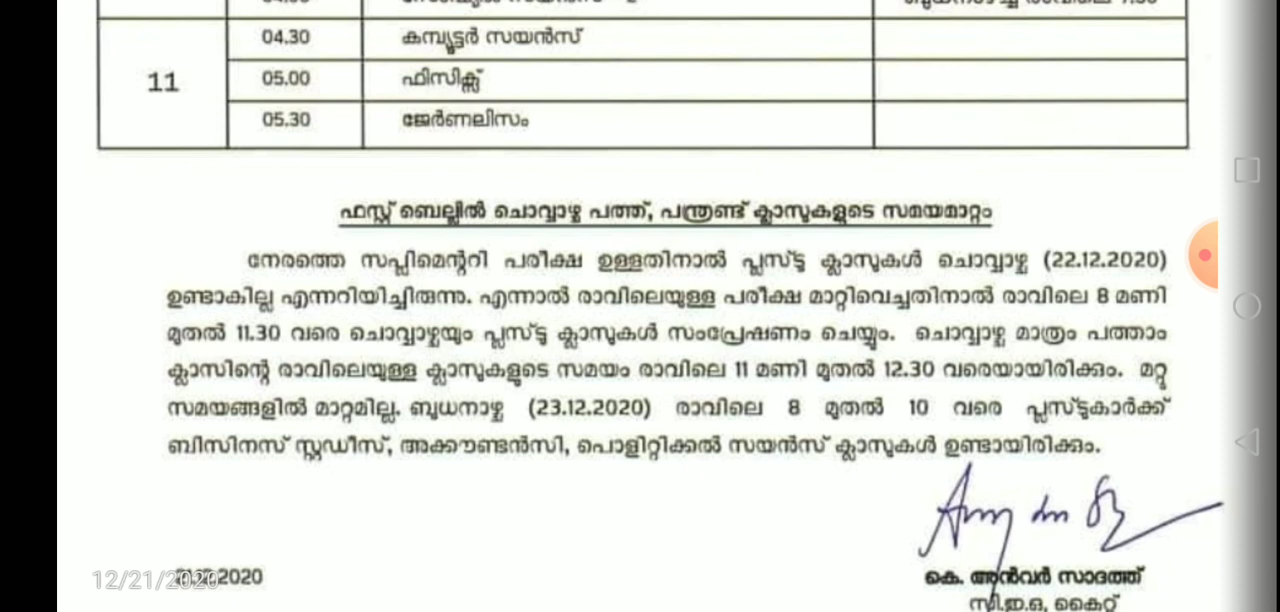 04.30 കമ്പ്യൂട്ടർ സയൻസ്
11 05.00 ഫിസിക്സ്
05.30 ജേർണലിസം
ഫസ്റ്റ് ബെല്ലിൽ ചൊവ്വാഴ്ച പത്ത്, പന്ത്രണ്ട് ക്ലാസുകളുടെ സമയമാറ്റം
നേരത്തെ സപ്ലിമെന്ററി പരീക്ഷ ഉള്ളതിനാൽ പ്ലസ്ടു ക്ലാസുകൾ ചൊവ്വാഴ്ച (22.12.2020)
ഉണ്ടാകില്ല എന്നറിയിച്ചിരുന്നു. എന്നാൽ രാവിലെയുള്ള പരീക്ഷ മാറ്റിവെച്ചതിനാൽ രാവിലെ 8 മണി
മുതൽ 11.30 വരെ ചൊവ്വാഴ്ചയും പ്ലസ്ടു ക്ലാസുകൾ സംപ്രേഷണം ചെയ്യും. ചൊവ്വാഴ്ച മാത്രം പത്താം
ക്ലാസിന്റെ രാവിലെയുള്ള ക്ലാസുകളുടെ സമയം രാവിലെ 11 മണി മുതൽ 12.30 വരെയായിരിക്കും. മറ്റു
സമയങ്ങളിൽ മാറ്റമില്ല. ബുധനാഴ്ച (23.12.2020) രാവിലെ 8 മുതൽ 10 വരെ പ്ലസ്ടുകാർക്ക്
ബിസിനസ് സ്റ്റഡീസ്, അക്കൗണ്ടൻസി, പൊളിറ്റിക്കൽ സയൻസ് ക്ലാസുകൾ ഉണ്ടായിരിക്കും.
12/21/2020
കെ. അൻവർ സാദത്ത്
സി.ഇ.ഒ, കൈറ്റ്